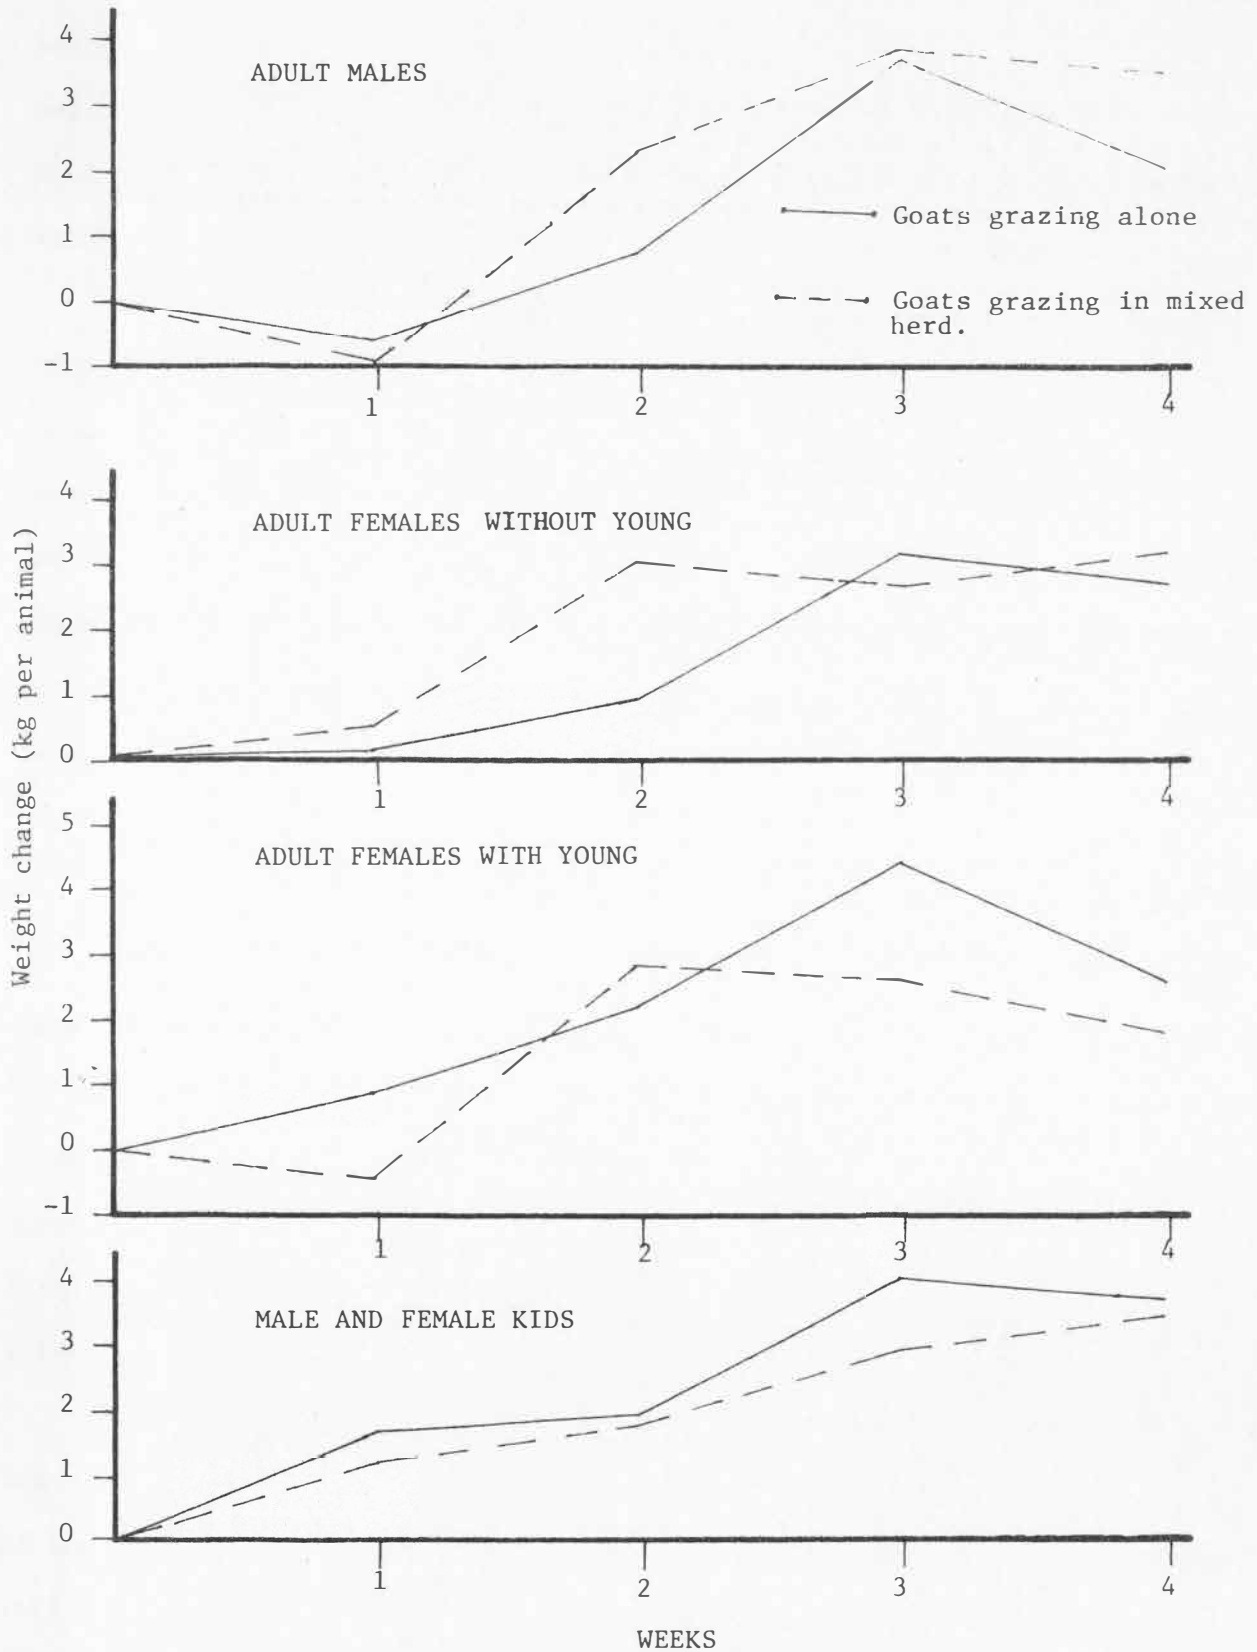 4
ADULT MALES
3
2
1
Goats grazing alone
0
Goats grazing in mixed
herd.
-1
1 2 3 4
Weight change (kg per animal)
4
ADULT FEMALES WITHOUT YOUNG
3
2
1
0
1 2 3 4
5
ADULT FEMALES WITH YOUNG
4
3
2
1
0
-1
1 2 3 4
4
MALE AND FEMALE KIDS
3
2
1
0
1 2 3 4
WEEKS